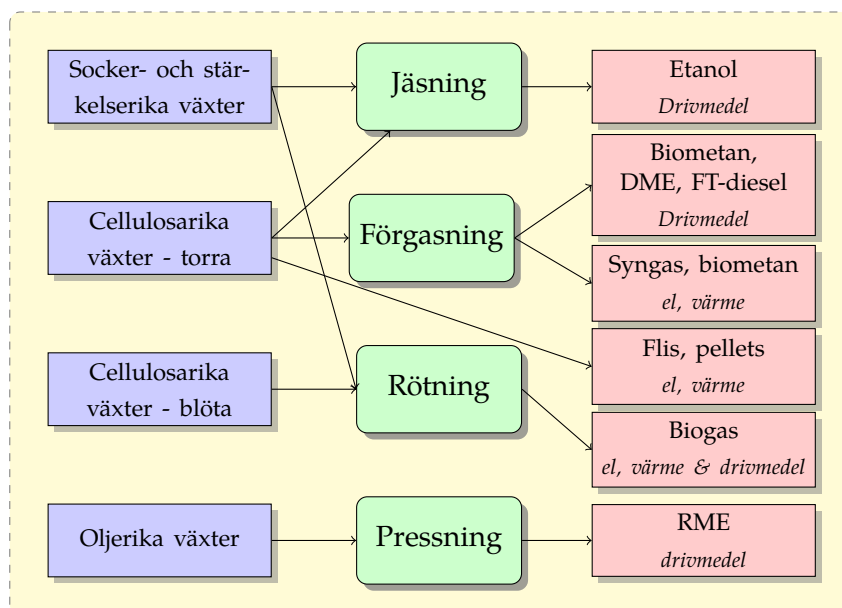 Socker- och stär-
kelserika växter
Jäsning
Etanol
Drivmedel
Biometan,
DME, FT-diesel
Drivmedel
Cellulosarika
växter - torra
Förgasning
Syngas, biometan
el, värme
Flis, pellets
el, värme
Cellulosarika
växter - blöta
Rötning
Biogas
el, värme & drivmedel
Oljerika växter
Pressning
RME
drivmedel